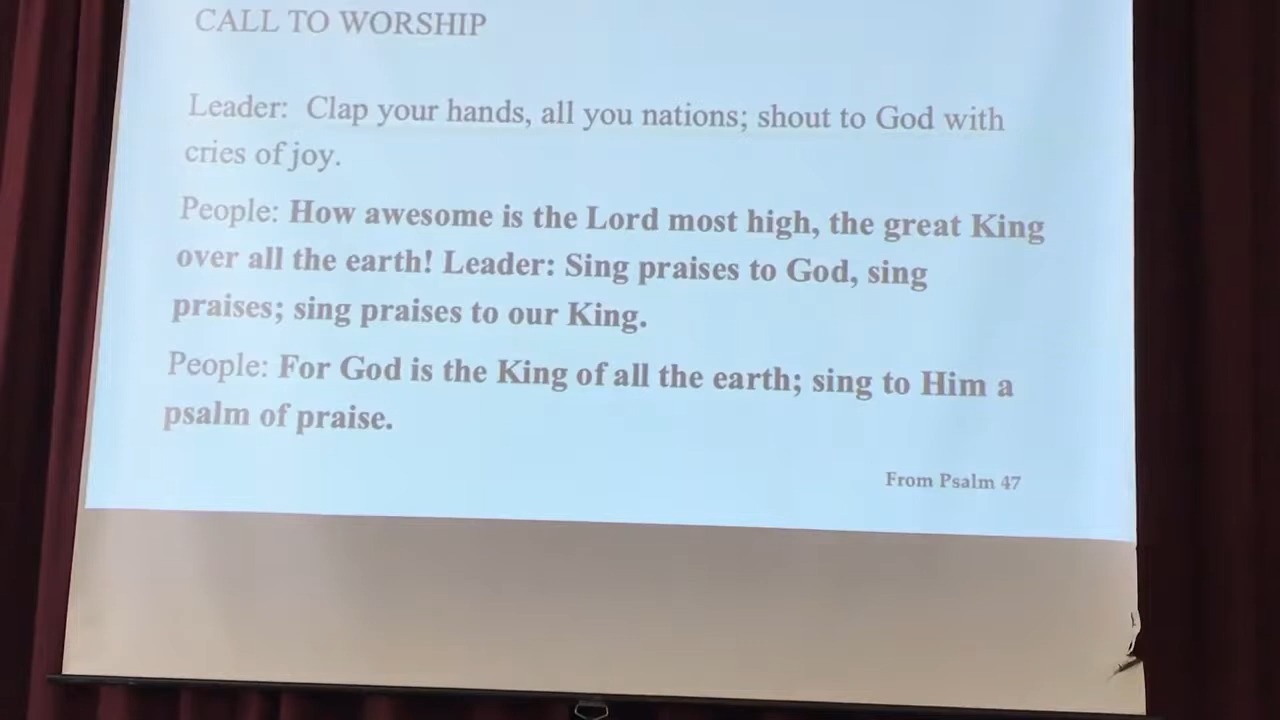 CALL TO WORSHIP
Leader: Clap your hands, all you nations; shout to God with
cries of joy.
People: How awesome is the Lord most high, the great King
over all the earth! Leader: Sing praises to God, sing
praises; sing praises to our King.
People: For God is the King of all the earth; sing to Him a
psalm of praise.
From Psalm 47